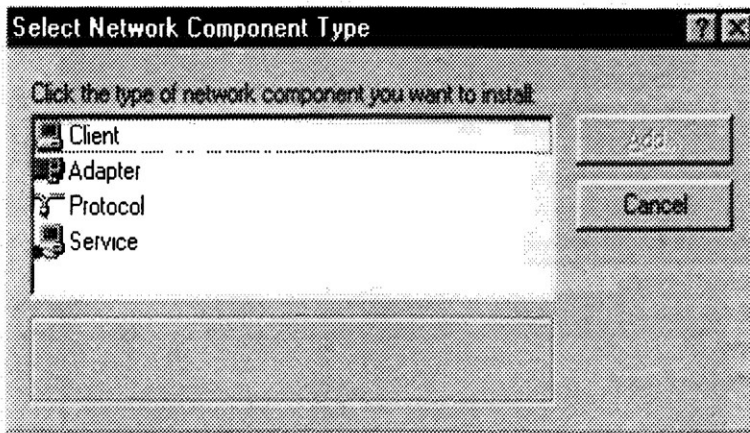 Select Network Component Type
Click the type of network component you want to install:
Client
Add...
Adapter
Protocol
Cancel
Service